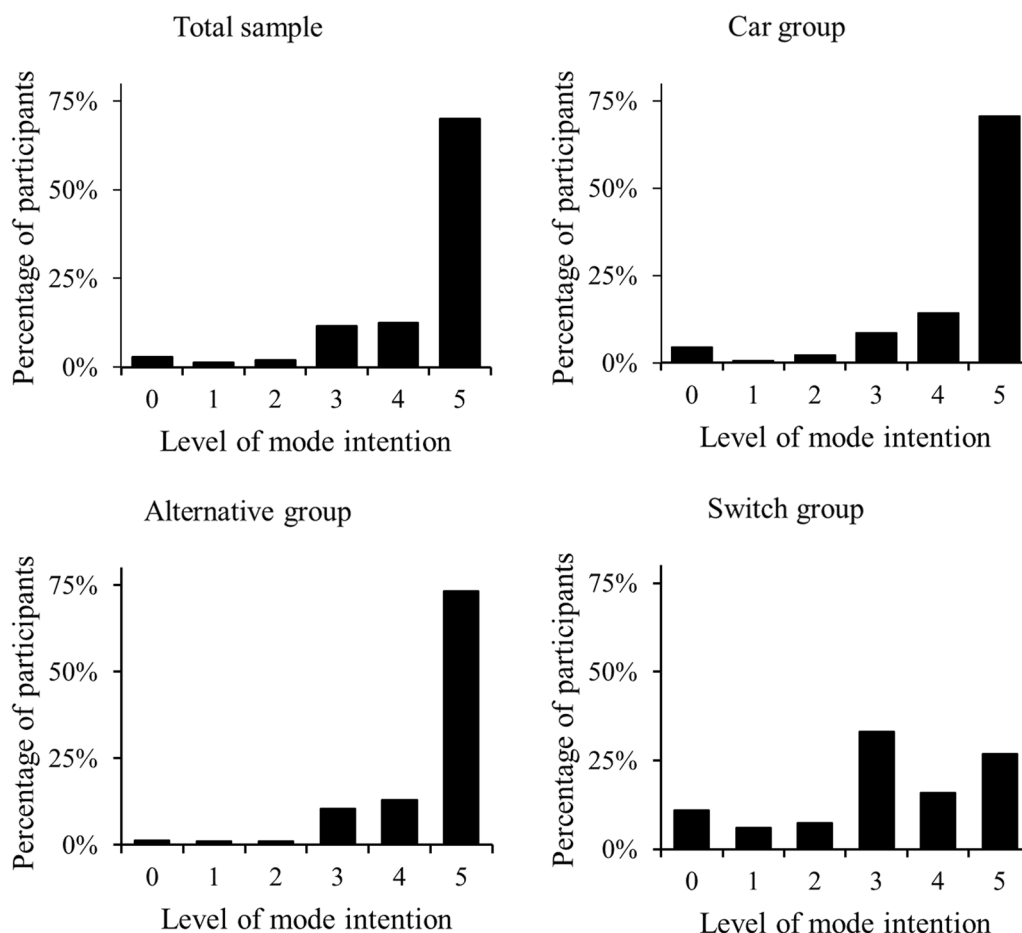 Total sample
Percentage of participants
75%
50%
25%
0%
0 1 2 3 4 5
Level of mode intention
Car group
Percentage of participants
75%
50%
25%
0%
0 1 2 3 4 5
Level of mode intention
Alternative group
Percentage of participants
75%
50%
25%
0%
0 1 2 3 4 5
Level of mode intention
Switch group
Percentage of participants
75%
50%
25%
0%
0 1 2 3 4 5
Level of mode intention